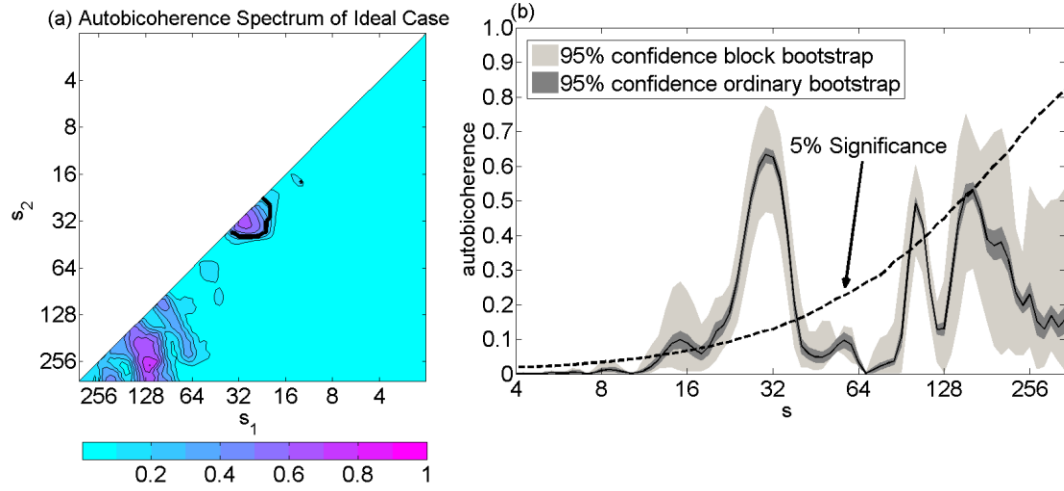 (a) Autobicoherence Spectrum of Ideal Case
4
8
16
32
64
128
256
s2
256 128 64 32 16 8 4
s1
0.2 0.4 0.6 0.8 1
(b)
1.0
0.9
0.8
0.7
0.6
0.5
0.4
0.3
0.2
0.1
0
autobicoherence
95% confidence block bootstrap
95% confidence ordinary bootstrap
5% Significance
4 8 16 32 64 128 256
s